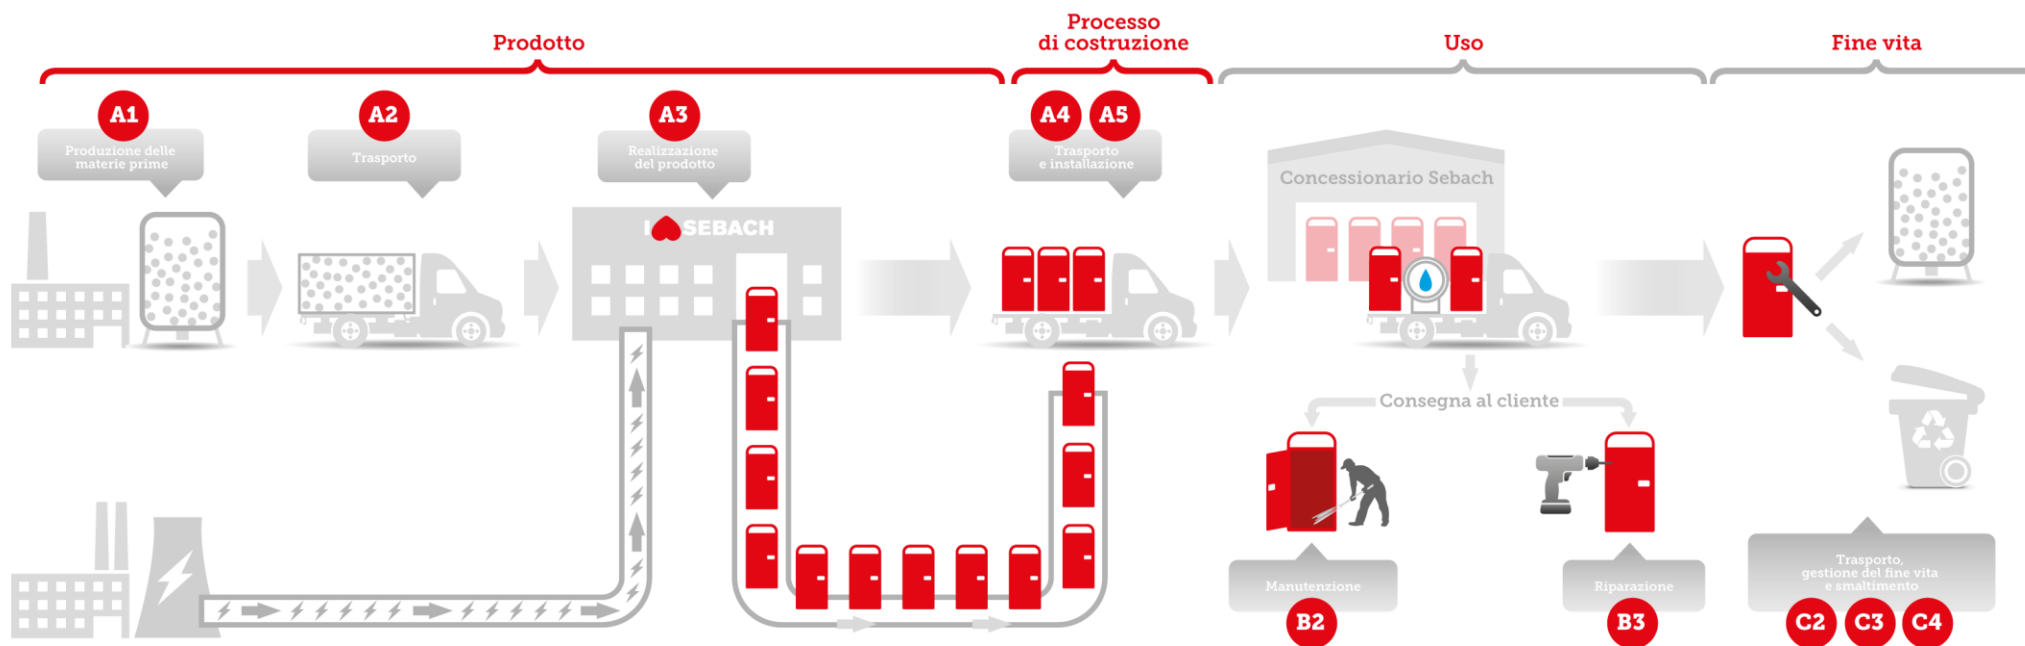 Prodotto
Processo
di costruzione
Uso
Fine vita
A1
Produzione delle
materie prime
A2
Trasporto
A3
Realizzazione
del prodotto
A4 A5
Trasporto
e installazione
I SEBACH
Concessionario Sebach
Consegna al cliente
Manutenzione
B2
Riparazione
B3
Trasporto,
gestione del fine vita
e smaltimento
C2 C3 C4